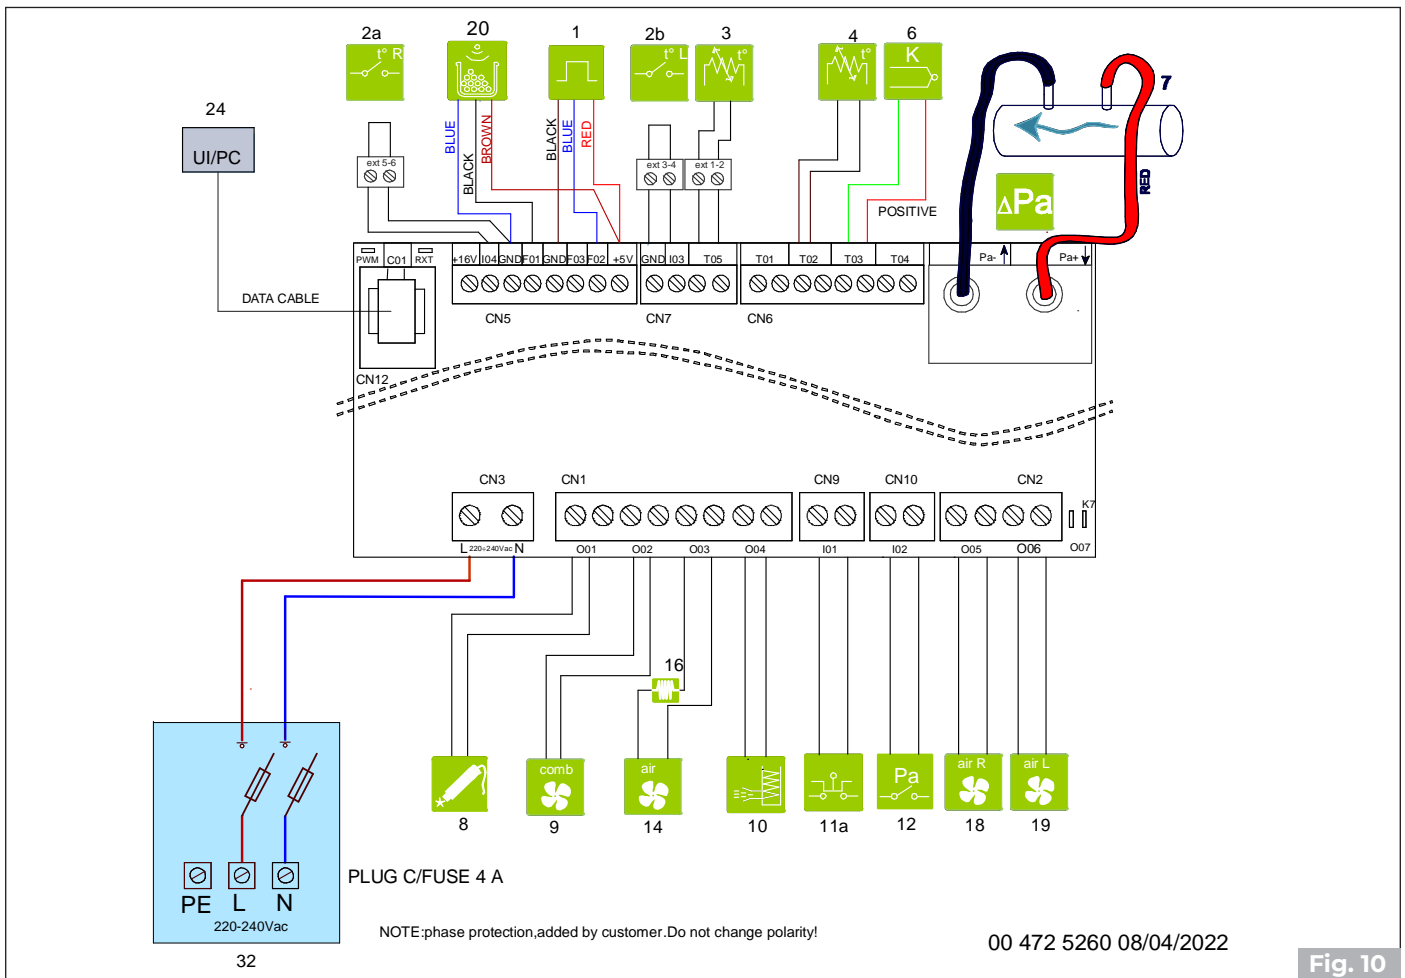 2a
20
1
2b
3
4
6
t° R
t° L
t°
t°
K
7
24
UI/PC
BLUE
BLACK
BROWN
BLACK
BLUE
RED
ext 5-6
ext 3-4
ext 1-2
POSITIVE
RED
ΔPa
PWM
C01
RXT
+16V
I04
GND
F01
GND
F03
F02
+5V
GND
I03
T05
T01
T02
T03
T04
Pa-
Pa+
DATA CABLE
CN5
CN7
CN6
CN12
CN3
CN1
CN9
CN10
CN2
K7
L 220÷240Vac N
O01
O02
O03
O04
I01
I02
O05
O06
O07
16
comb
air
Pa
air R
air L
8
9
14
10
11a
12
18
19
PLUG C/FUSE 4 A
PE L N
220-240Vac
32
NOTE:phase protection,added by customer.Do not change polarity!
00 472 5260 08/04/2022
Fig. 10